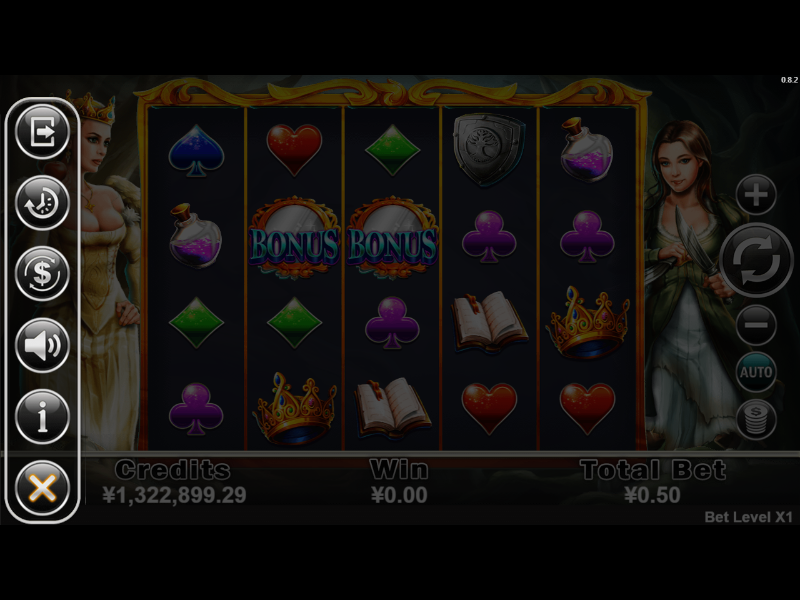 0.8.2
BONUS BONUS
AUTO
Credits Win Total Bet
¥1,322,899.29 ¥0.00 ¥0.50
Bet Level X1